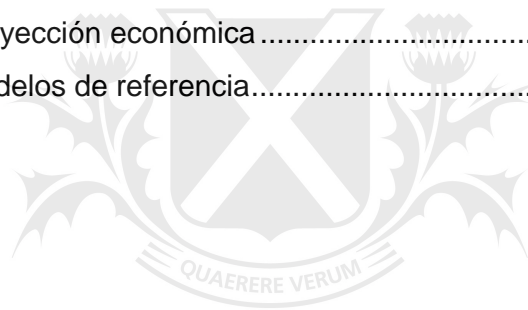 yección económica ....................................
delos de referencia....................................
QUAERERE VERUM